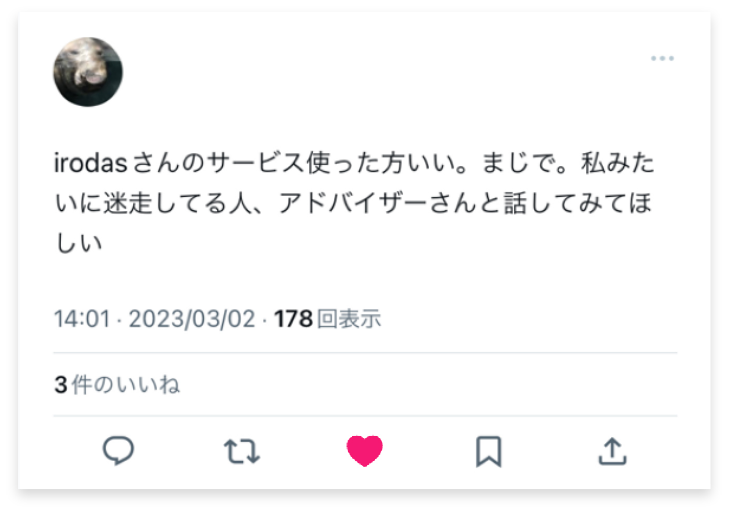 irodasさんのサービス使った方いい。まじで。私みた
いに迷走してる人、アドバイザーさんと話してみてほ
しい
14:01 · 2023/03/02 · 178回表示
3件のいいね